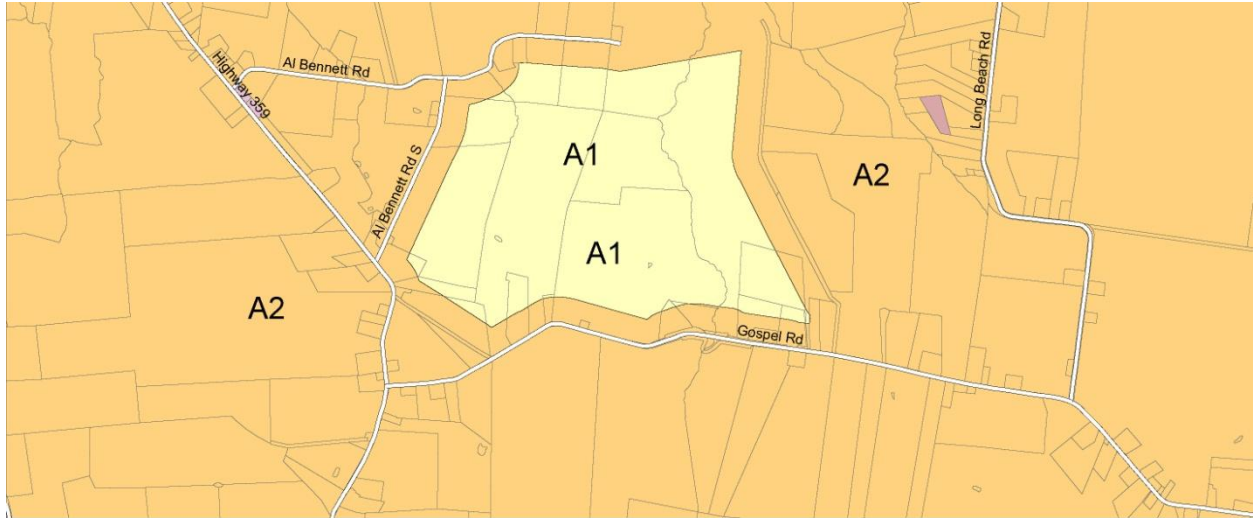 Al Bennett Rd
Highway 359
Long Beach Rd
A1
A2
Al Bennett Rd S
A1
A2
Gospel Rd